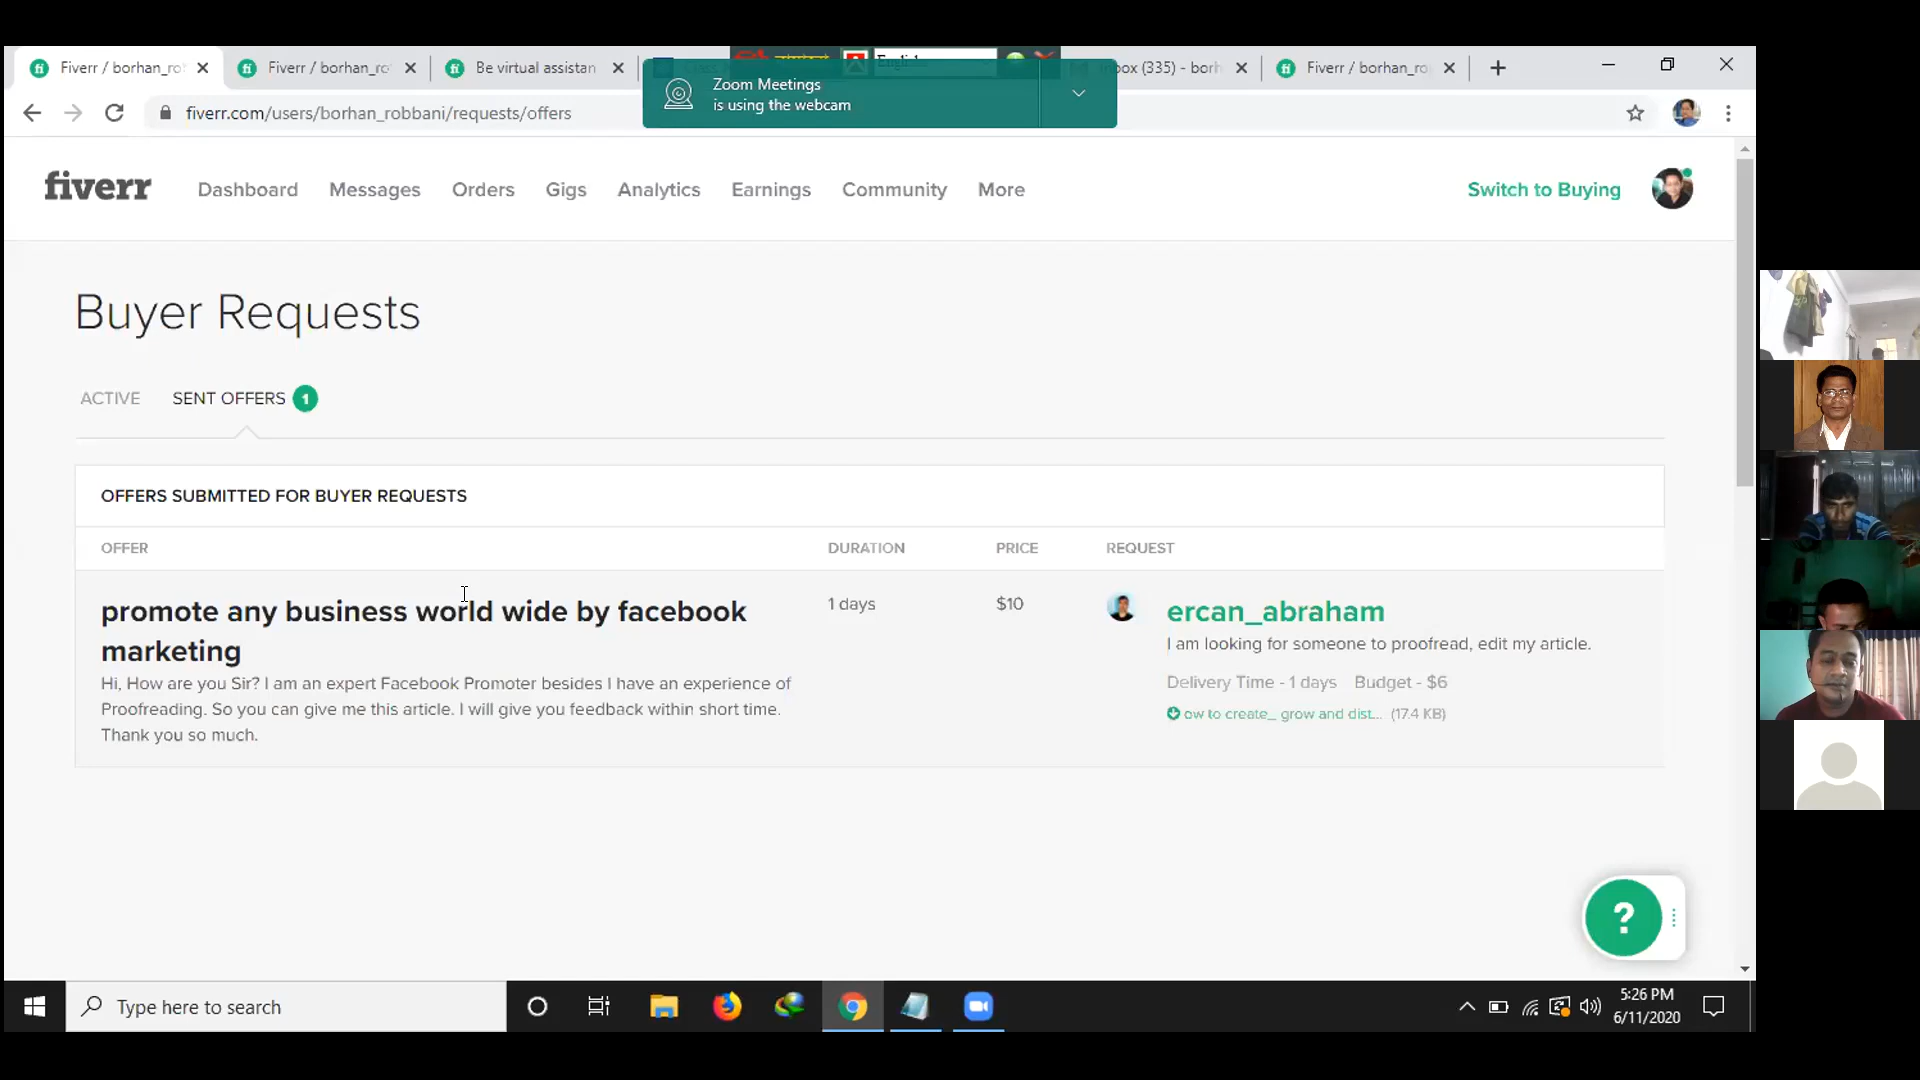 Fiverr / borhan_ro
Fiverr / borhan_ro
Be virtual assistan
English
nbox (335) - borh
Fiverr / borhan_ro
Zoom Meetings
is using the webcam
fiverr.com/users/borhan_robbani/requests/offers
fiverr
Dashboard
Messages
Orders
Gigs
Analytics
Earnings
Community
More
Switch to Buying
Buyer Requests
ACTIVE
SENT OFFERS 1
OFFERS SUBMITTED FOR BUYER REQUESTS
OFFER
DURATION
PRICE
REQUEST
promote any business world wide by facebook
marketing
Hi, How are you Sir? I am an expert Facebook Promoter besides I have an experience of
Proofreading. So you can give me this article. I will give you feedback within short time.
Thank you so much.
1 days
$10
ercan_abraham
I am looking for someone to proofread, edit my article.
Delivery Time - 1 days Budget - $6
ow to create_ grow and dist... (17.4 KB)
?
Type here to search
5:26 PM
6/11/2020